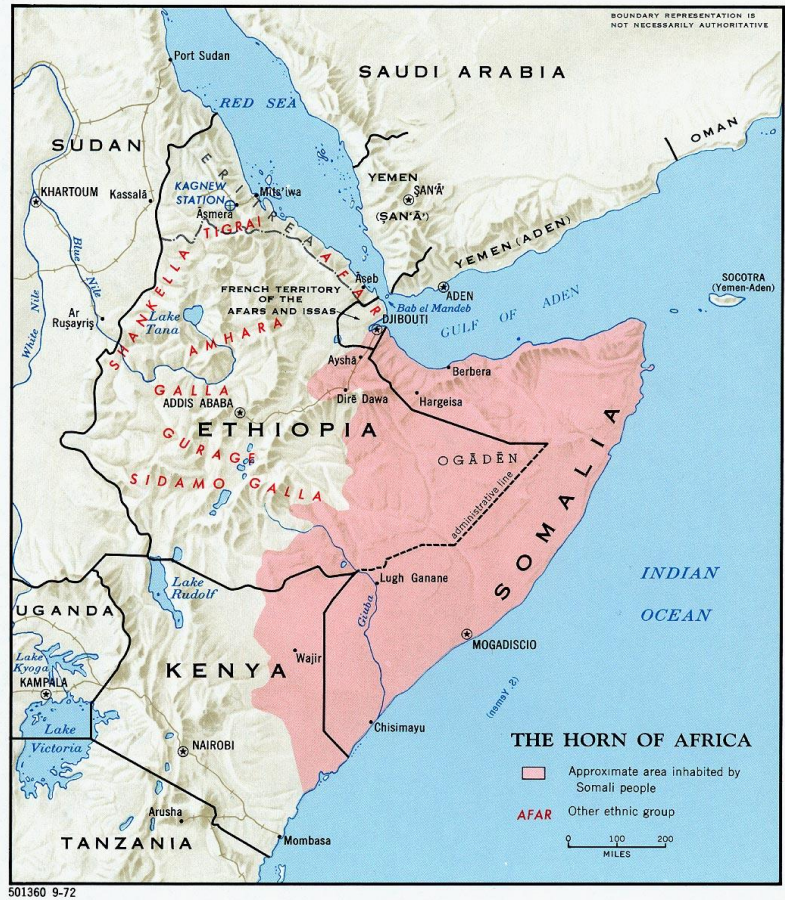 BOUNDARY REPRESENTATION IS
NOT NECESSARILY AUTHORITATIVE
Port Sudan
SAUDI ARABIA
RED SEA
OMAN
SUDAN
ERITREA
YEMEN
KAGNEW
STATION
Mits'iwa
ṢAN'Ā'
(ṢAN'Ā')
KHARTOUM
Kassalā
Āsmera
TIGRAI
YEMEN (ADEN)
Blue Nile
SHANKELLA
AFAR
Āseb
SOCOTRA
(Yemen-Aden)
White Nile
FRENCH TERRITORY
OF THE
AFARS AND ISSAS
ADEN
Bab el Mandeb
GULF OF ADEN
Ar
Ruṣayriṣ
Lake
Tana
DJIBOUTI
AMHARA
Ayshā
Berbera
GALLA
ADDIS ABABA
Dirē Dawa
Hargeisa
ETHIOPIA
GURAGE
OGĀDĒN
SIDAMO GALLA
administrative line
SOMALIA
Lake
Rudolf
Lugh Ganane
INDIAN
OCEAN
UGANDA
Giuba
Lake
Kyoga
KAMPALA
KENYA
Wajir
MOGADISCIO
(S. Yemen)
Lake
Victoria
NAIROBI
Chisimayu
THE HORN OF AFRICA
Approximate area inhabited by
Somali people
AFAR
Other ethnic group
0 100 200
MILES
Arusha
TANZANIA
Mombasa
501360 9-72